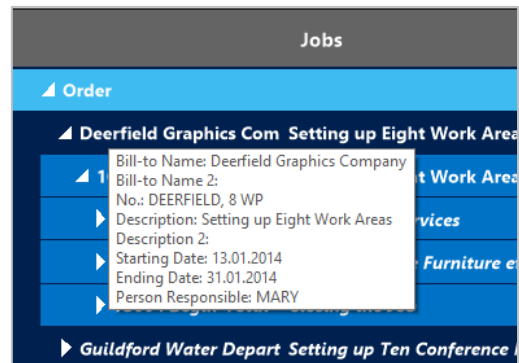 Jobs
Order
Deerfield Graphics Com Setting up Eight Work Area
Bill-to Name: Deerfield Graphics Company
Bill-to Name 2:
No.: DEERFIELD, 8 WP
Description: Setting up Eight Work Areas
Description 2:
Starting Date: 13.01.2014
Ending Date: 31.01.2014
Person Responsible: MARY
t Work Area
Furniture
Guildford Water Depart Setting up Ten Conference